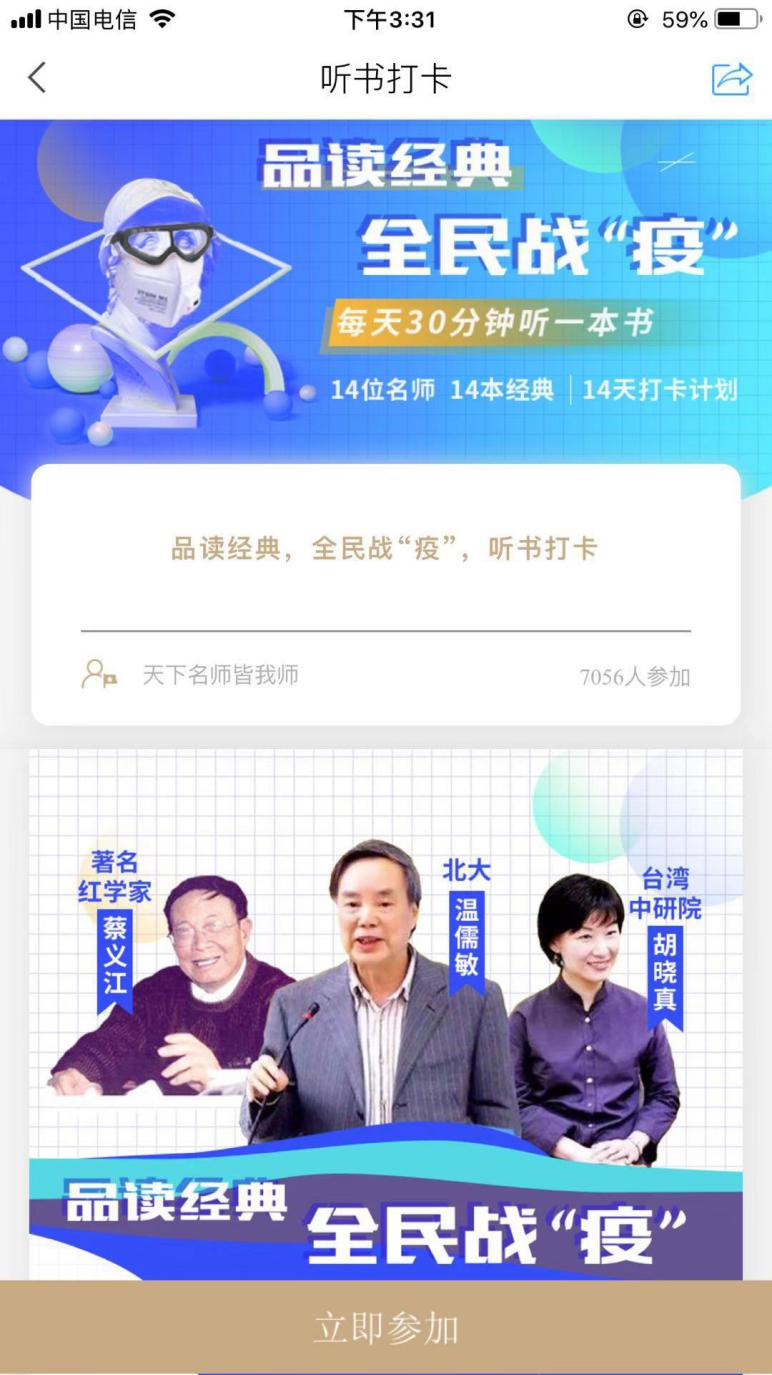 中国电信
下午3:31
59%
听书打卡
品读经典
全民战“疫”
每天30分钟听一本书
14位名师 14本经典 | 14天打卡计划
品读经典，全民战“疫”，听书打卡
天下名师皆我师
7056人参加
著名
红学家
蔡义江
北大
温儒敏
台湾
中研院
胡晓真
品读经典
全民战“疫”
立即参加